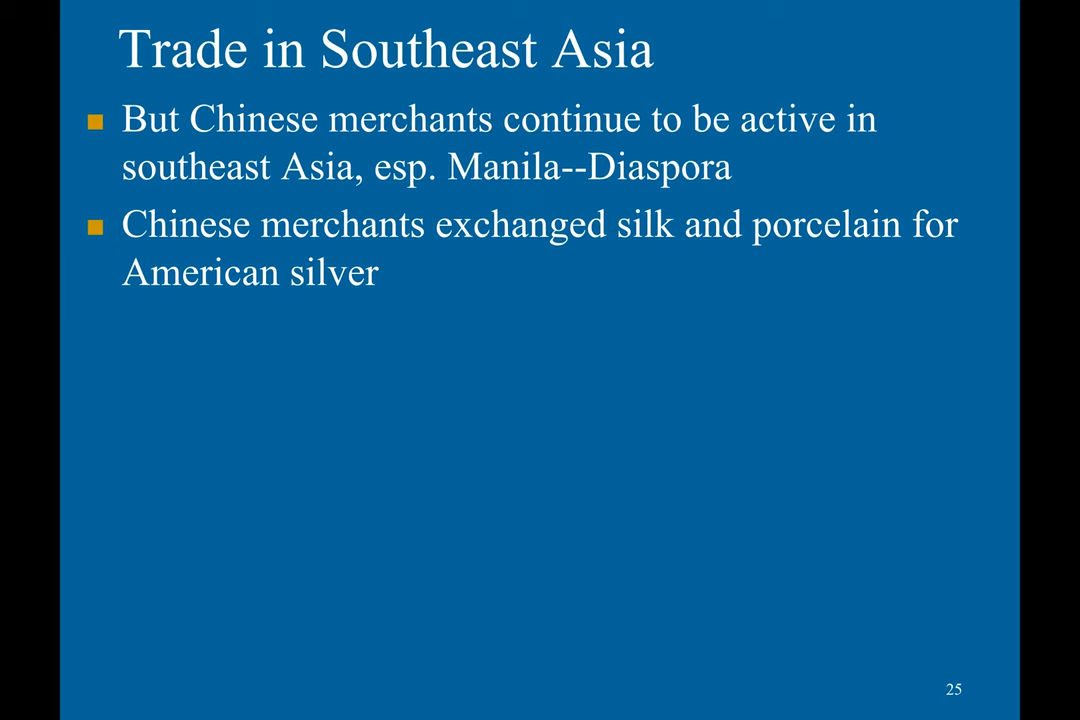 Trade in Southeast Asia
But Chinese merchants continue to be active in
southeast Asia, esp. Manila--Diaspora
Chinese merchants exchanged silk and porcelain for
American silver
25